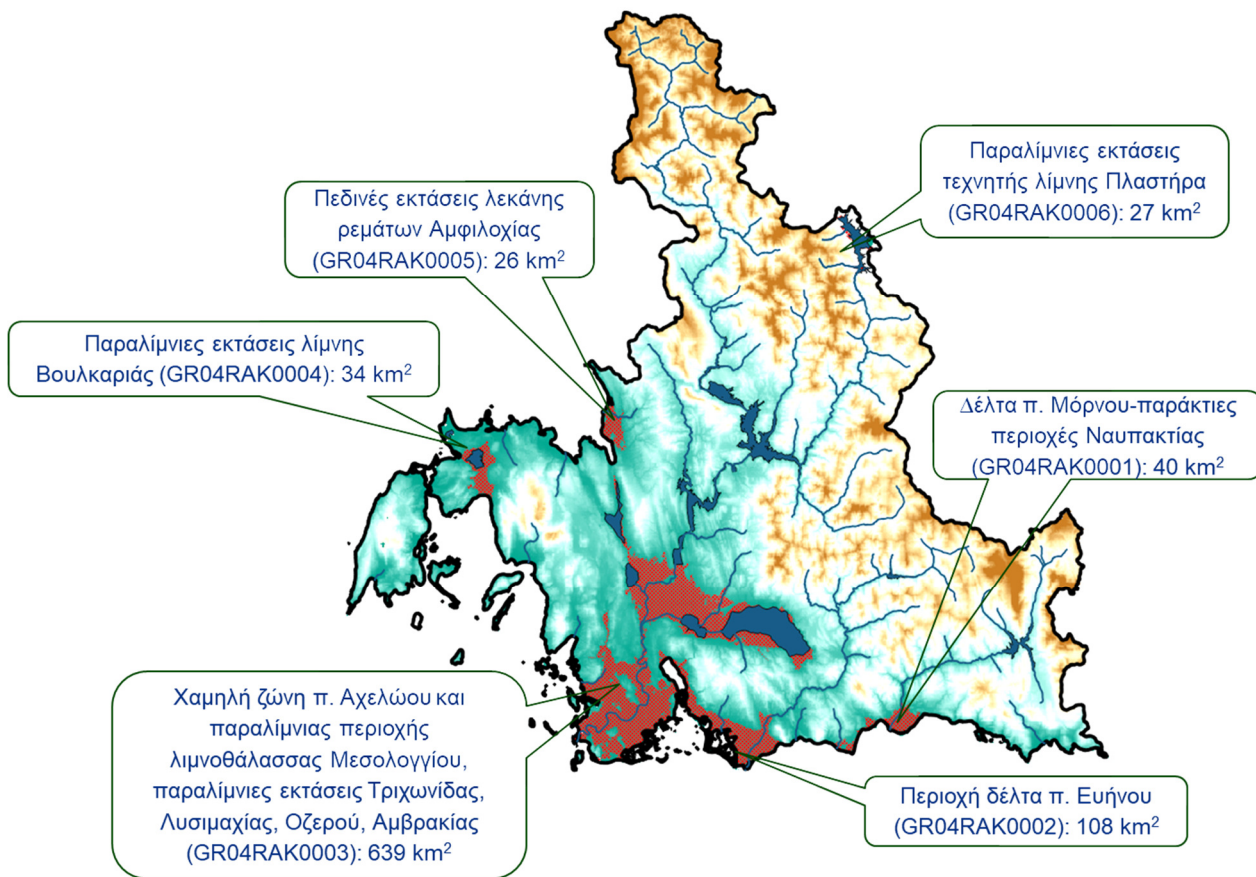 Παραλίμνιες εκτάσεις
τεχνητής λίμνης Πλαστήρα
(GR04RAK0006): 27 km²
Πεδινές εκτάσεις λεκάνης
ρεμάτων Αμφιλοχίας
(GR04RAK0005): 26 km²
Παραλίμνιες εκτάσεις λίμνης
Βουλκαριάς (GR04RAK0004): 34 km²
Δέλτα π. Μόρνου-παράκτιες
περιοχές Ναυπακτίας
(GR04RAK0001): 40 km²
Χαμηλή ζώνη π. Αχελώου και
παραλίμνιας περιοχής
λιμνοθάλασσας Μεσολογγίου,
παραλίμνιες εκτάσεις Τριχωνίδας,
Λυσιμαχίας, Οζερού, Αμβρακίας
(GR04RAK0003): 639 km²
Περιοχή δέλτα π. Ευήνου
(GR04RAK0002): 108 km²